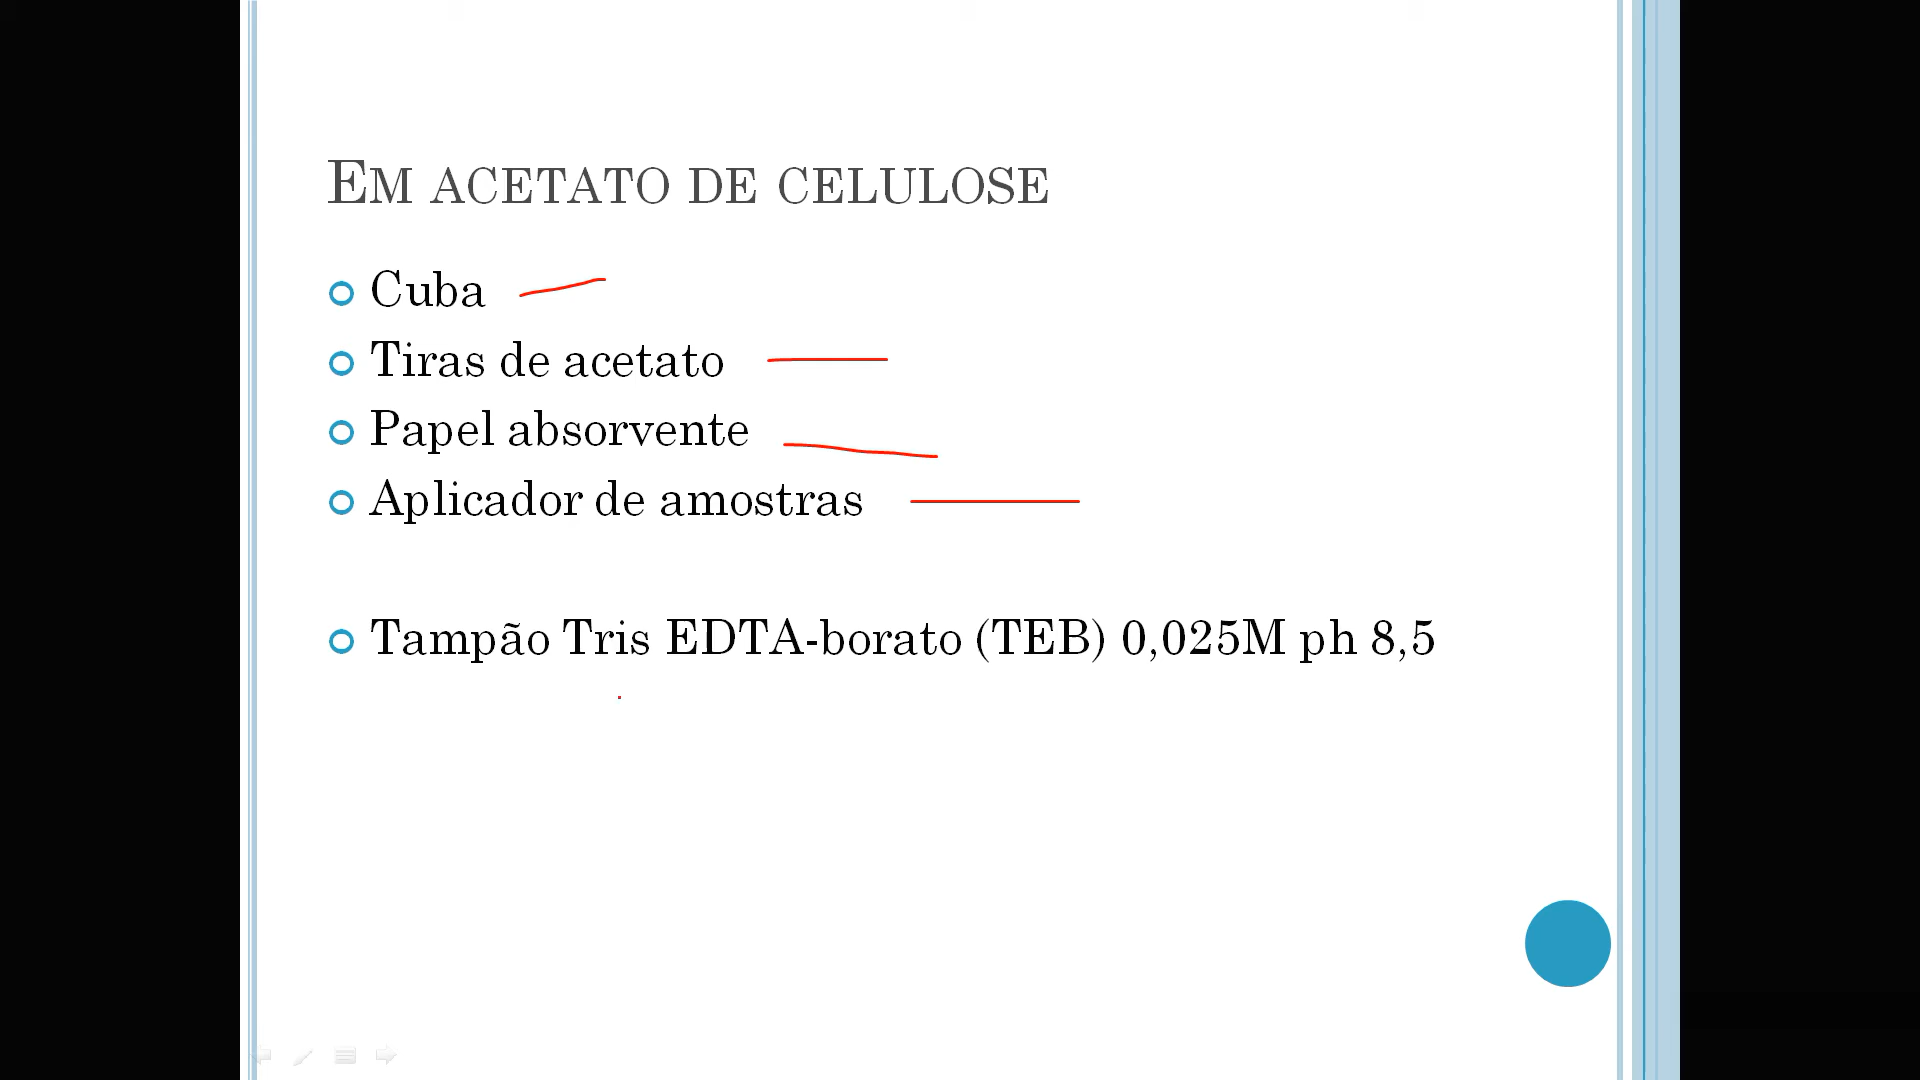 Em acetato de celulose
Cuba
Tiras de acetato
Papel absorvente
Aplicador de amostras
Tampão Tris EDTA-borato (TEB) 0,025M ph 8,5